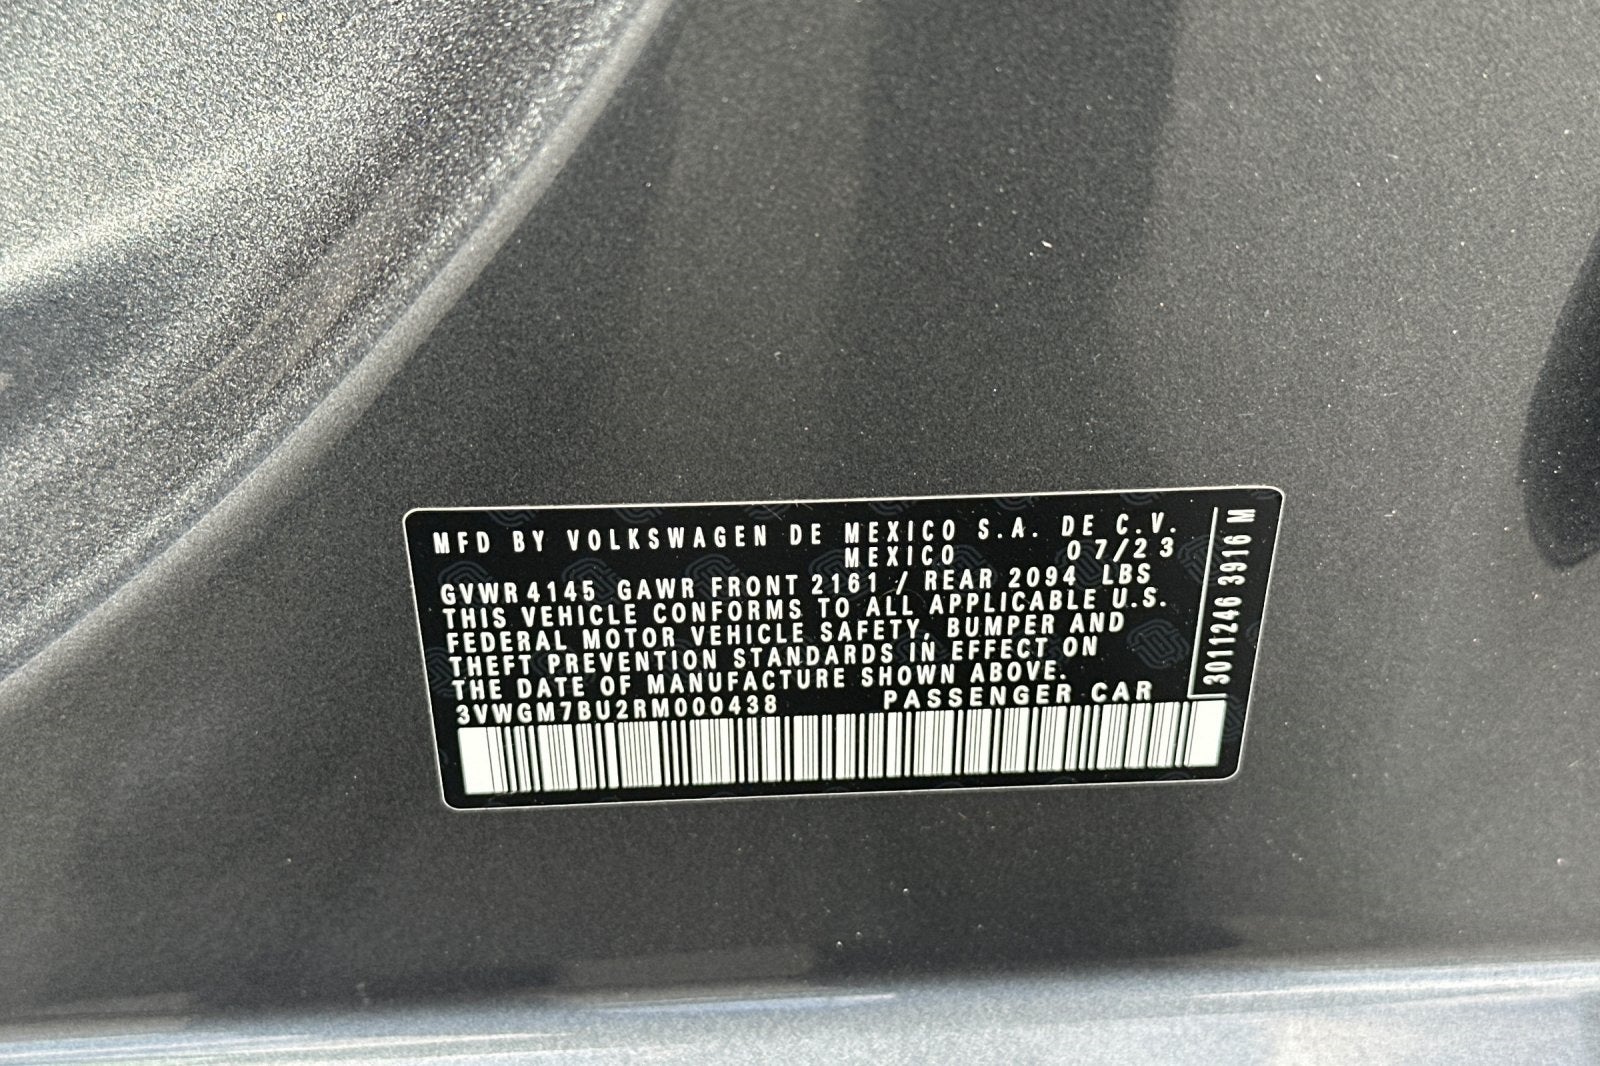 MFD BY VOLKSWAGEN DE MEXICO S.A. DE C.V.
MEXICO 07/23
GVWR 4145 GAWR FRONT 2161 / REAR 2094 LBS
THIS VEHICLE CONFORMS TO ALL APPLICABLE U.S.
FEDERAL MOTOR VEHICLE SAFETY, BUMPER AND
THEFT PREVENTION STANDARDS IN EFFECT ON
THE DATE OF MANUFACTURE SHOWN ABOVE.
3VWGM7BU2RM000438 PASSENGER CAR
3011246 3916 M